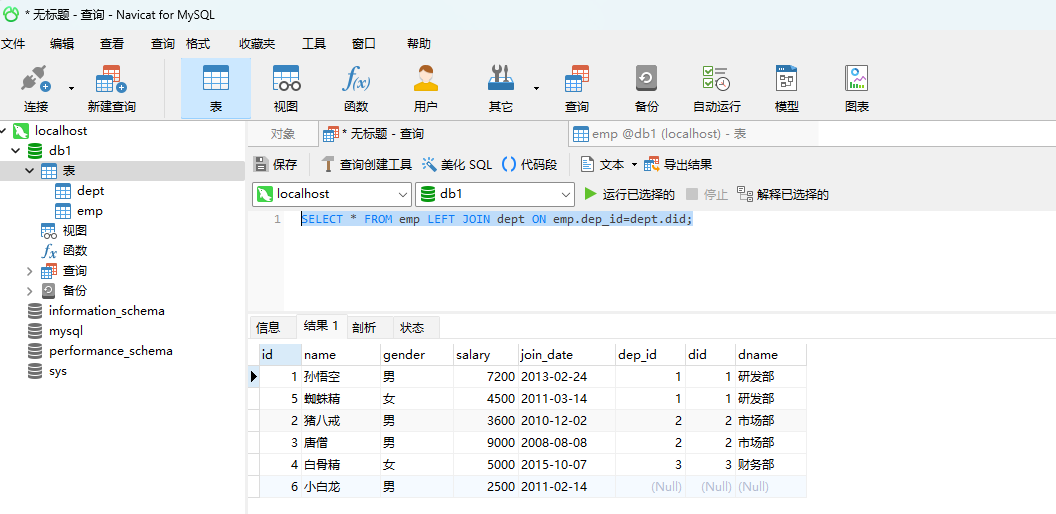 * 无标题 - 查询 - Navicat for MySQL
文件 编辑 查看 查询 格式 收藏夹 工具 窗口 帮助
连接 新建查询 表 视图 函数 用户 其它 查询 备份 自动运行 模型 图表
localhost
db1
表
dept
emp
视图
函数
查询
备份
information_schema
mysql
performance_schema
sys
对象 * 无标题 - 查询 emp @db1 (localhost) - 表
保存 查询创建工具 美化 SQL 代码段 文本 导出结果
localhost db1 运行已选择的 停止 解释已选择的
1 SELECT * FROM emp LEFT JOIN dept ON emp.dep_id=dept.did;
信息 结果 1 剖析 状态
id name gender salary join_date dep_id did dname
1 孙悟空 男 7200 2013-02-24 1 1 研发部
5 蜘蛛精 女 4500 2011-03-14 1 1 研发部
2 猪八戒 男 3600 2010-12-02 2 2 市场部
3 唐僧 男 9000 2008-08-08 2 2 市场部
4 白骨精 女 5000 2015-10-07 3 3 财务部
6 小白龙 男 2500 2011-02-14 (Null) (Null) (Null)